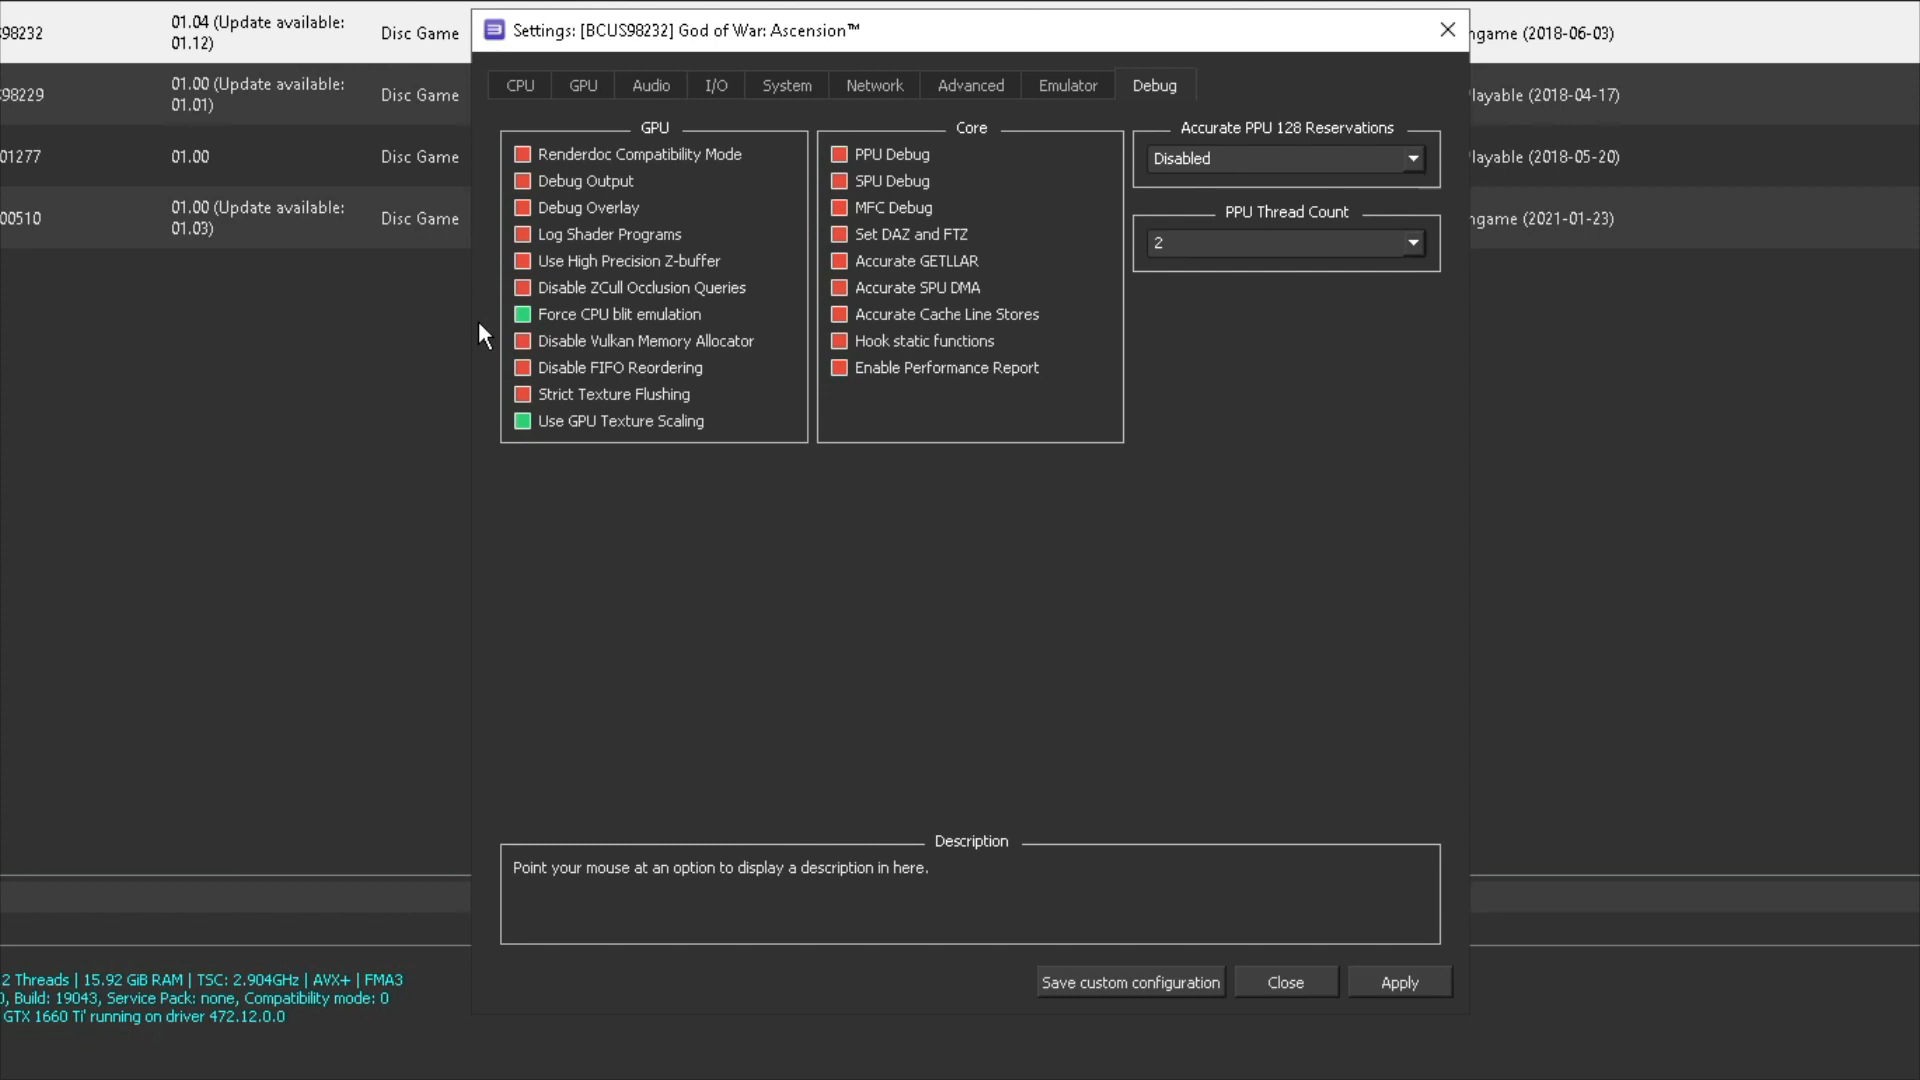 98232
01.04 (Update available:
01.12)
Disc Game
98229
01.00 (Update available:
01.01)
Disc Game
01277
01.00
Disc Game
00510
01.00 (Update available:
01.03)
Disc Game
Settings: [BCUS98232] God of War: Ascension™
ngame (2018-06-03)
layable (2018-04-17)
layable (2018-05-20)
ngame (2021-01-23)
CPU
GPU
Audio
I/O
System
Network
Advanced
Emulator
Debug
GPU
Renderdoc Compatibility Mode
Debug Output
Debug Overlay
Log Shader Programs
Use High Precision Z-buffer
Disable ZCull Occlusion Queries
Force CPU blit emulation
Disable Vulkan Memory Allocator
Disable FIFO Reordering
Strict Texture Flushing
Use GPU Texture Scaling
Core
PPU Debug
SPU Debug
MFC Debug
Set DAZ and FTZ
Accurate GETLLAR
Accurate SPU DMA
Accurate Cache Line Stores
Hook static functions
Enable Performance Report
Accurate PPU 128 Reservations
Disabled
PPU Thread Count
2
Description
Point your mouse at an option to display a description in here.
Save custom configuration
Close
Apply
2 Threads | 15.92 GiB RAM | TSC: 2.904GHz | AVX+ | FMA3
0, Build: 19043, Service Pack: none, Compatibility mode: 0
GTX 1660 Ti' running on driver 472.12.0.0